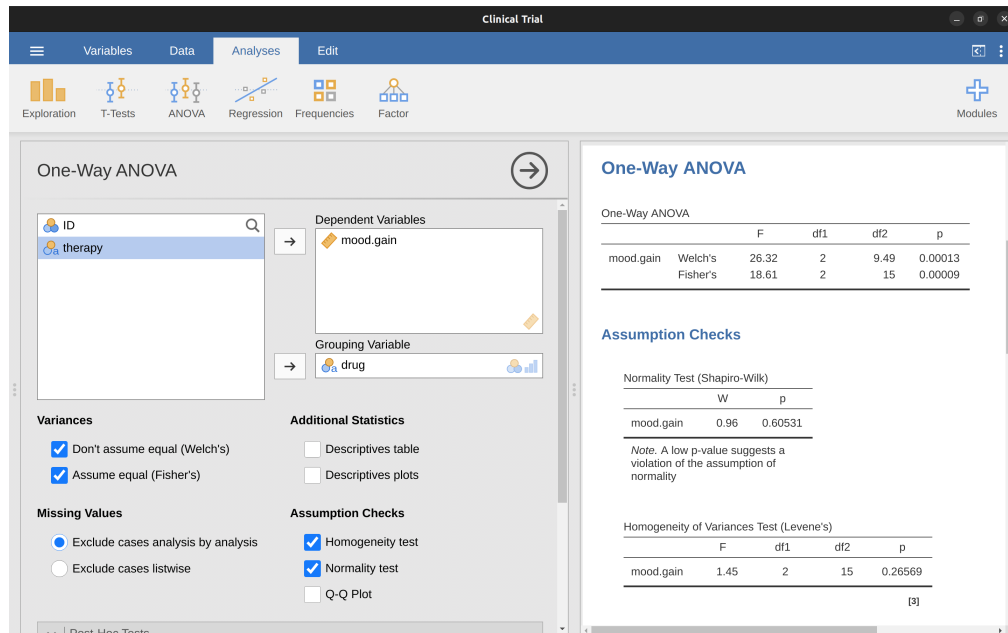 Clinical Trial
Variables Data Analyses Edit
Exploration T-Tests ANOVA Regression Frequencies Factor Modules
One-Way ANOVA
ID
therapy
Dependent Variables
mood.gain
Grouping Variable
drug
Variances
Don't assume equal (Welch's)
Assume equal (Fisher's)
Additional Statistics
Descriptives table
Descriptives plots
Missing Values
Exclude cases analysis by analysis
Exclude cases listwise
Assumption Checks
Homogeneity test
Normality test
Q-Q Plot
Post-Hoc Tests
One-Way ANOVA
One-Way ANOVA
F df1 df2 p
mood.gain Welch's 26.32 2 9.49 0.00013
Fisher's 18.61 2 15 0.00009
Assumption Checks
Normality Test (Shapiro-Wilk)
W p
mood.gain 0.96 0.60531
Note. A low p-value suggests a
violation of the assumption of
normality
Homogeneity of Variances Test (Levene's)
F df1 df2 p
mood.gain 1.45 2 15 0.26569
[3]